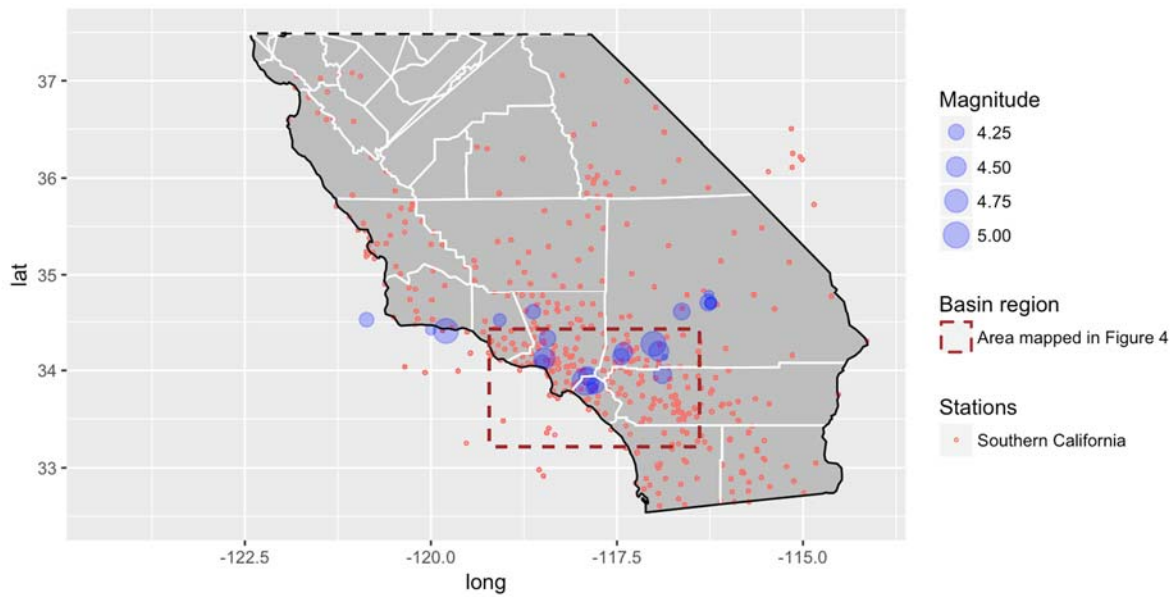 37
36
35
34
33
lat
-122.5
-120.0
-117.5
-115.0
long
Magnitude
4.25
4.50
4.75
5.00
Basin region
Area mapped in Figure 4
Stations
Southern California